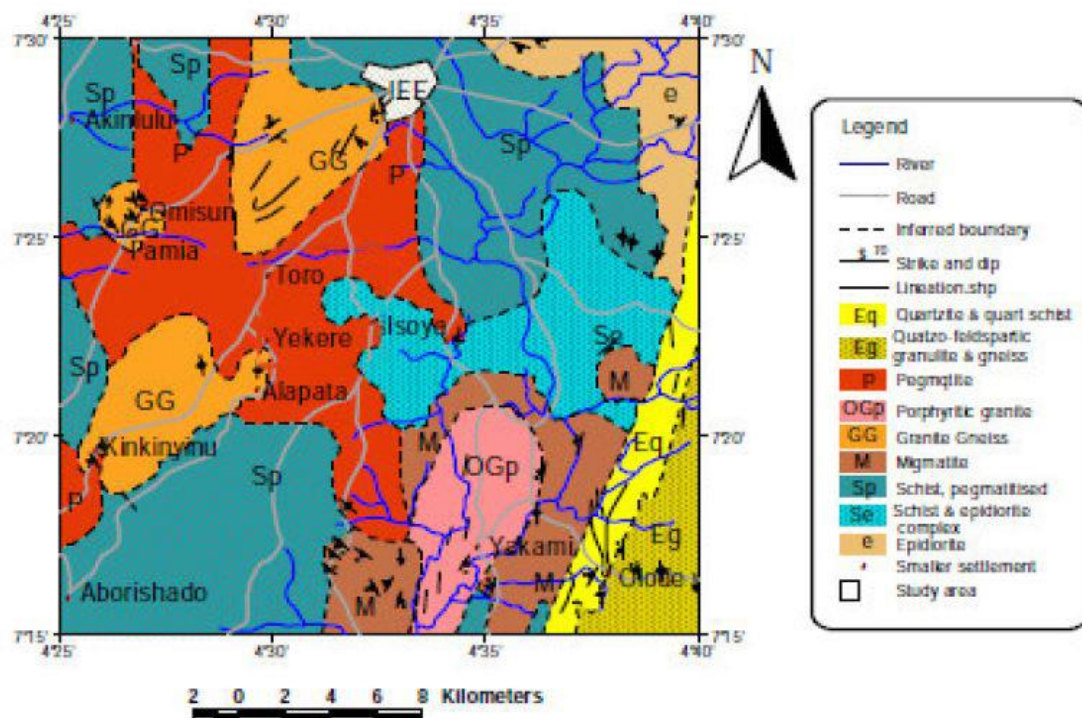 4°25' 4°30' 4°35' 4°40'
7°30' 7°30'
Sp
Sp
IFE
e
Akinlulu
Sp
P
GG
P
Omisun
GG
7°25' Pamia 7°25'
Toro
Isoya
Yekere
Se
Sp
M
Alapata
GG
7°20' 7°20'
Kinkinyinu
M
Eq
Sp
OGp
P
Yakami
Eg
Olode
Aborishado
M
M
7°15' 7°15'
4°25' 4°30' 4°35' 4°40'
2 0 2 4 6 8 Kilometers
N
Legend
River
Road
Inferred boundary
70
Strike and dip
Lineation.shp
Eq Quartzite & quart schist
Eg Quatzo-feldspartic
granulite & gneiss
P Pegmqtite
OGp Porphyritic granite
GG Granite Gneiss
M Migmatite
Sp Schist, pegmatitised
Se Schist & epidiorite
complex
e Epidiorite
Smaller settlement
Study area